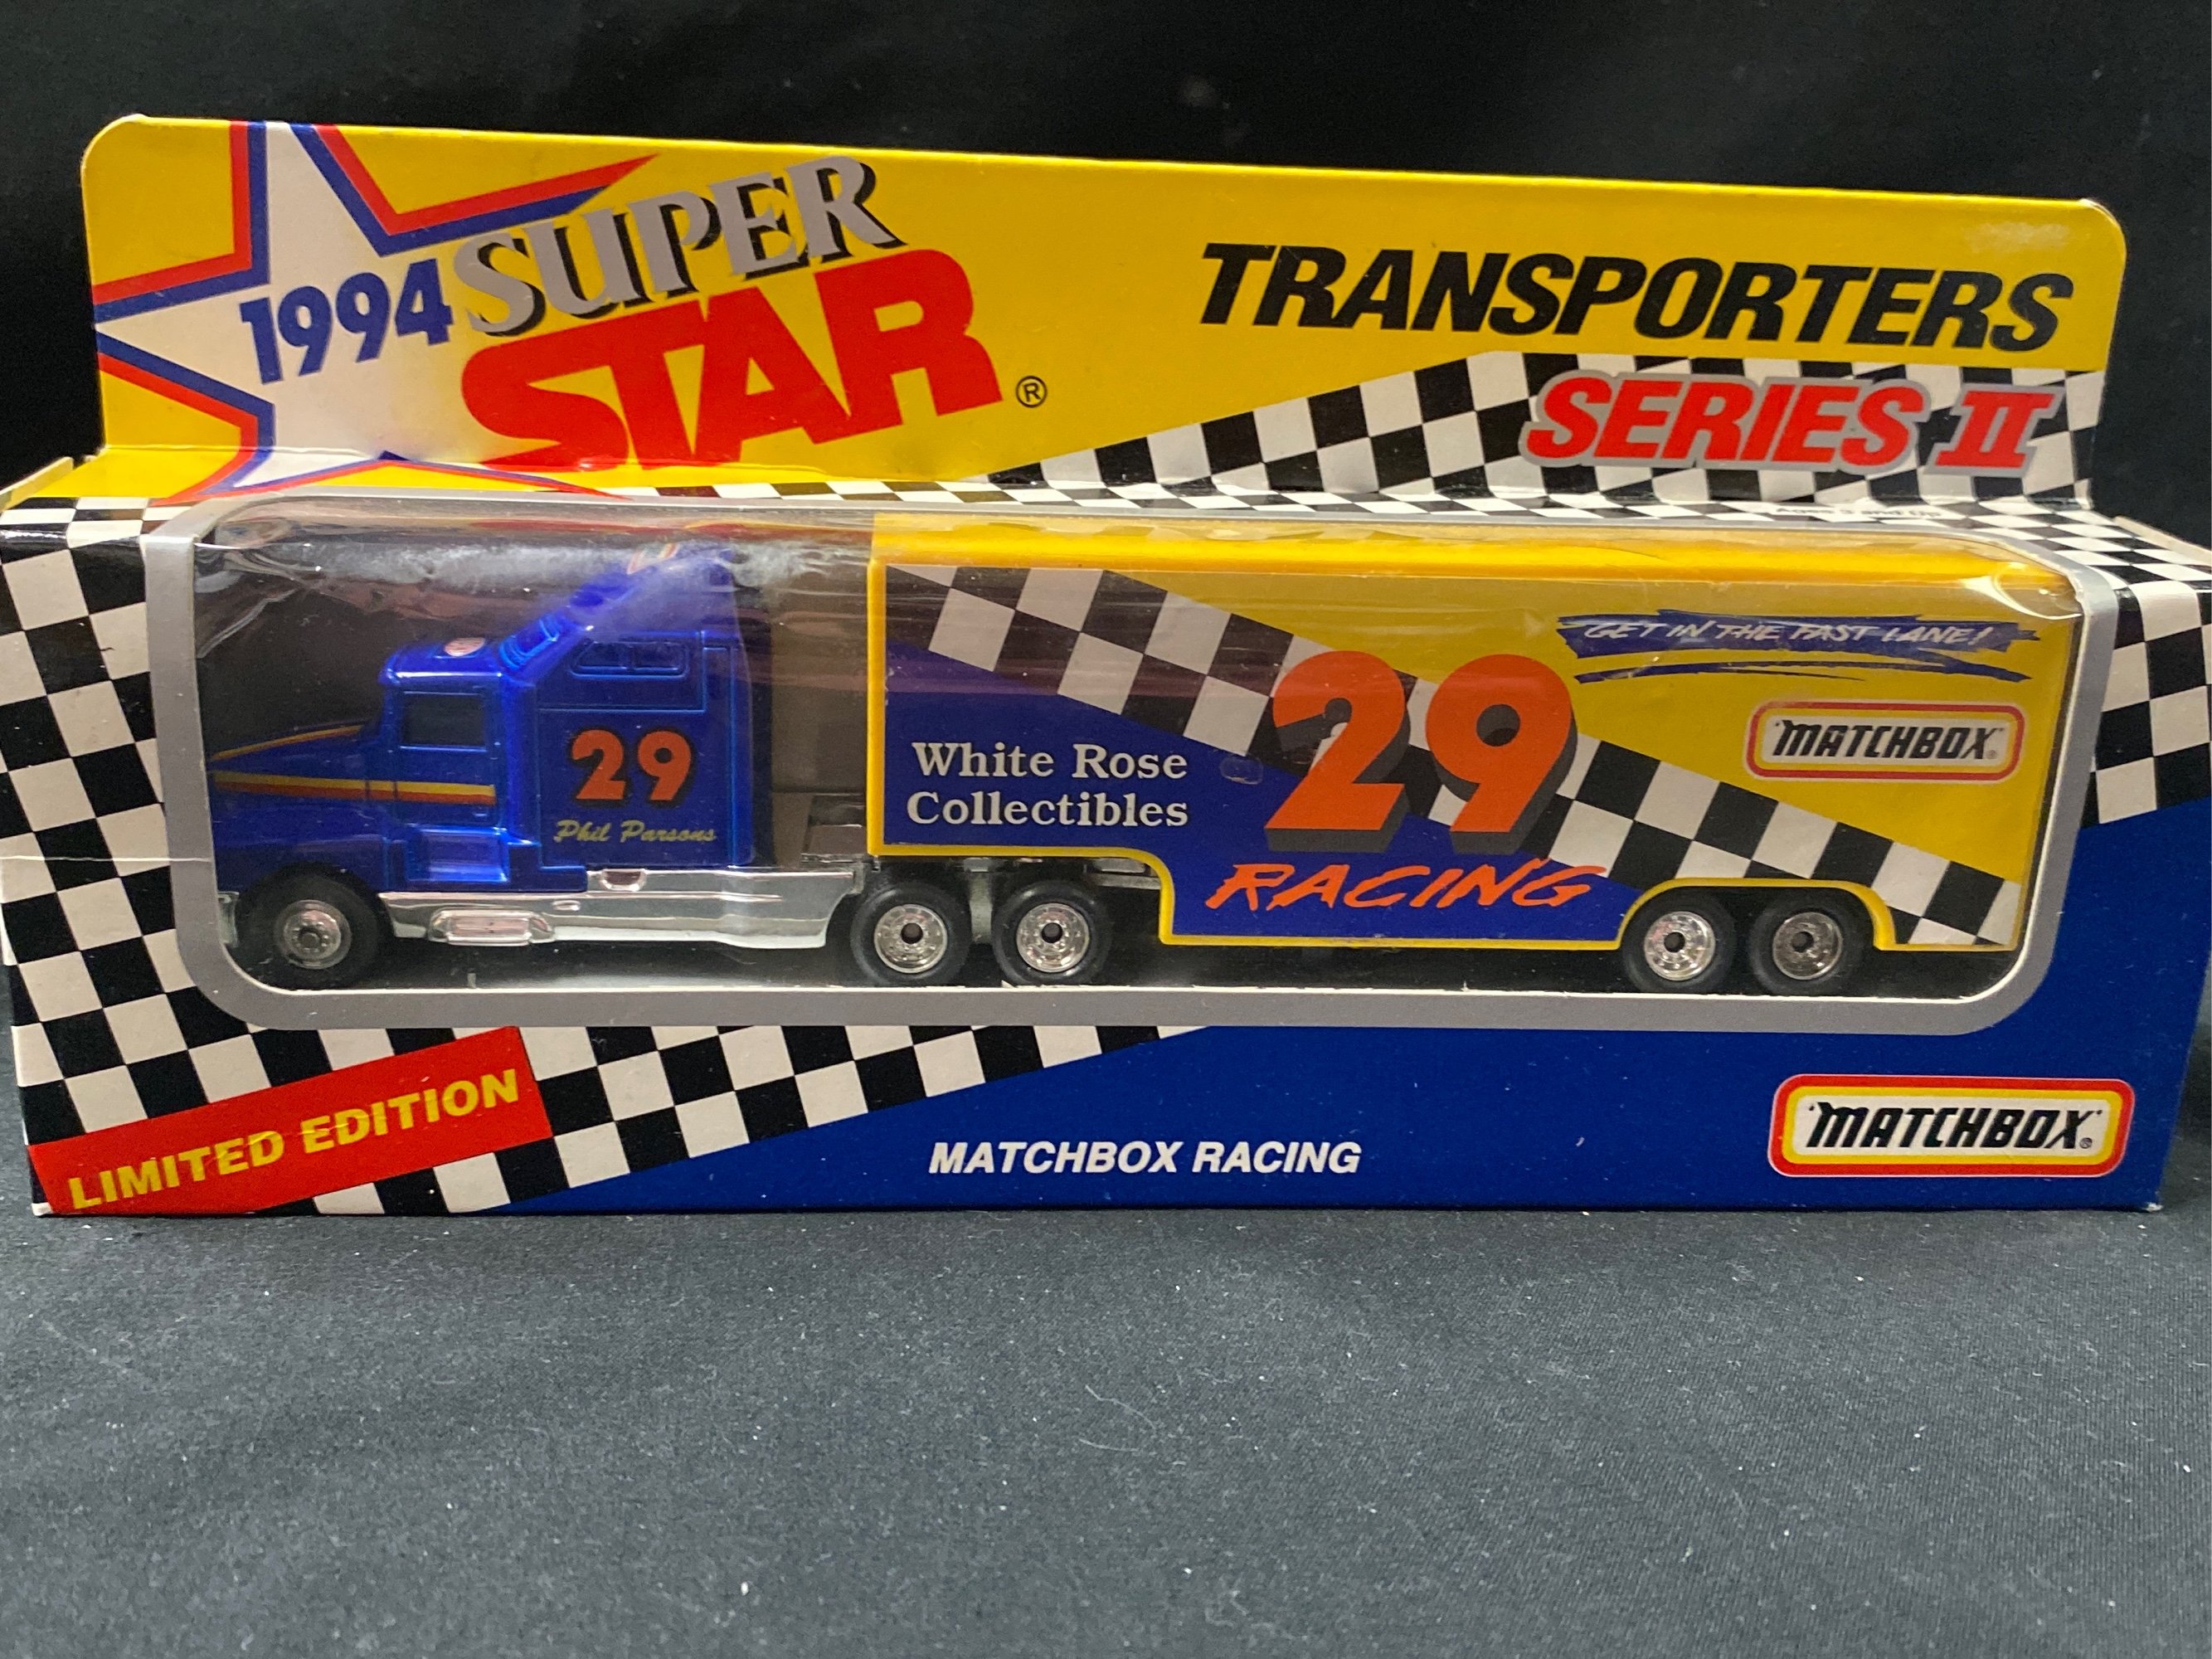 1994 SUPER
STAR®
TRANSPORTERS
SERIES II
29
Phil Parsons
White Rose
Collectibles
29
RACING
GET IN THE FAST LANE!
MATCHBOX®
LIMITED EDITION
MATCHBOX RACING
MATCHBOX®